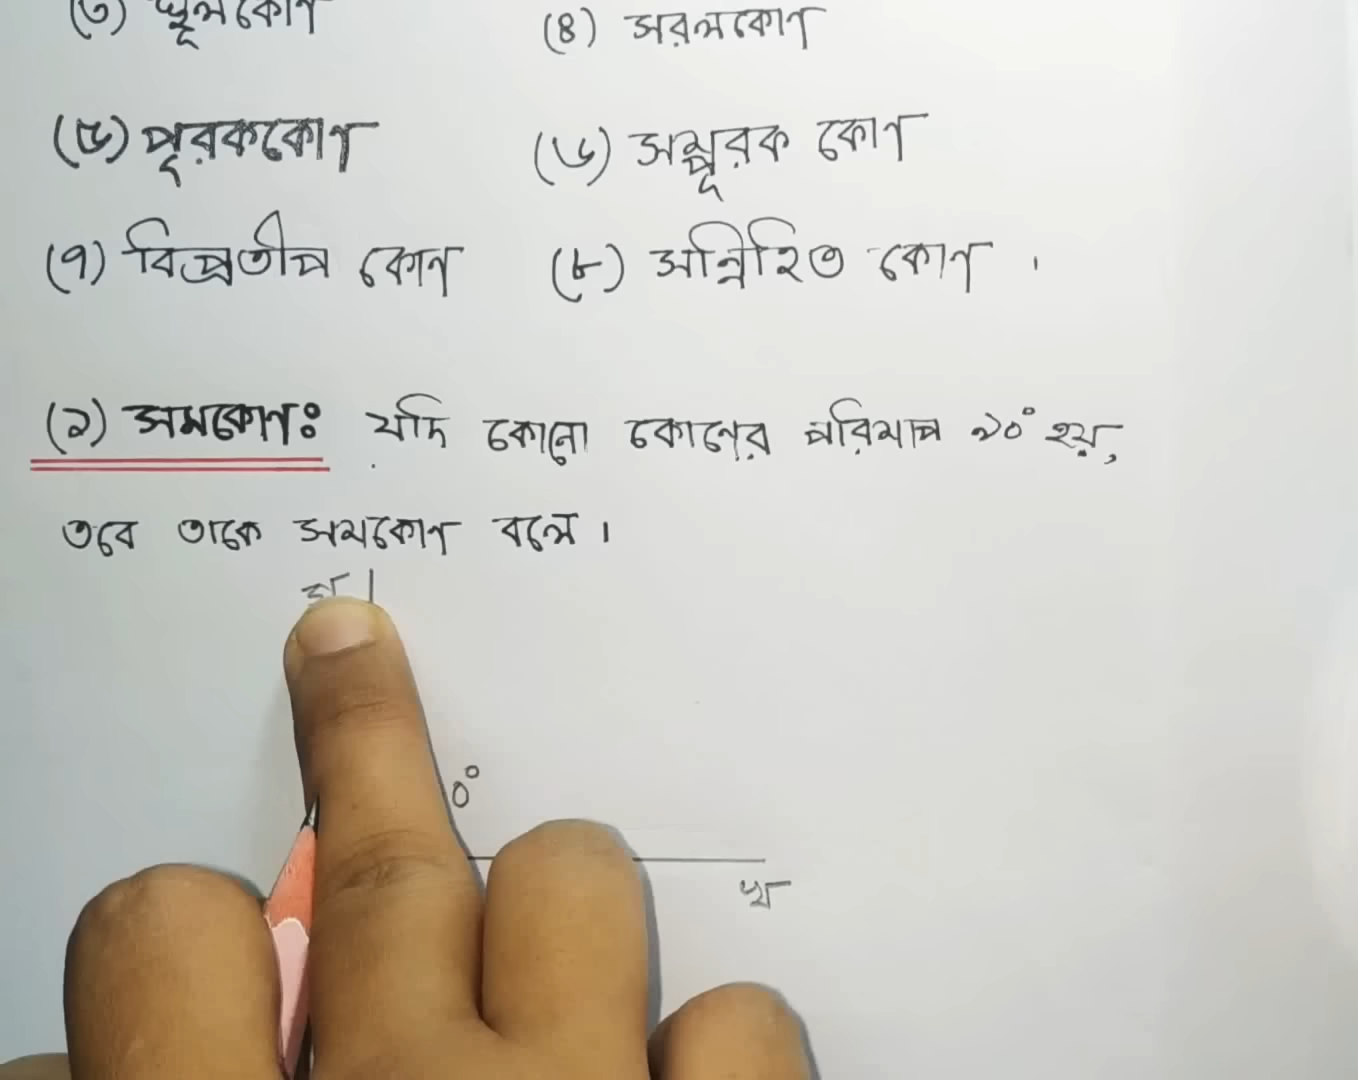 (৩) স্থূলকোণ (৪) সরলকোণ
(৫) পূরককোণ (৬) সম্পূরক কোণ
(৭) বিপ্রতীপ কোণ (৮) সন্নিহিত কোণ ।
(১) সমকোণঃ যদি কোনো কোণের পরিমাপ ৯০° হয়,
তবে তাকে সমকোণ বলে ।
০°
খ